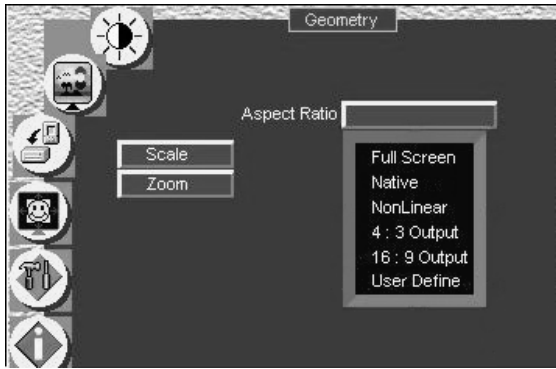 Geometry
Aspect Ratio
Scale
Zoom
Full Screen
Native
NonLinear
4 : 3 Output
16 : 9 Output
User Define